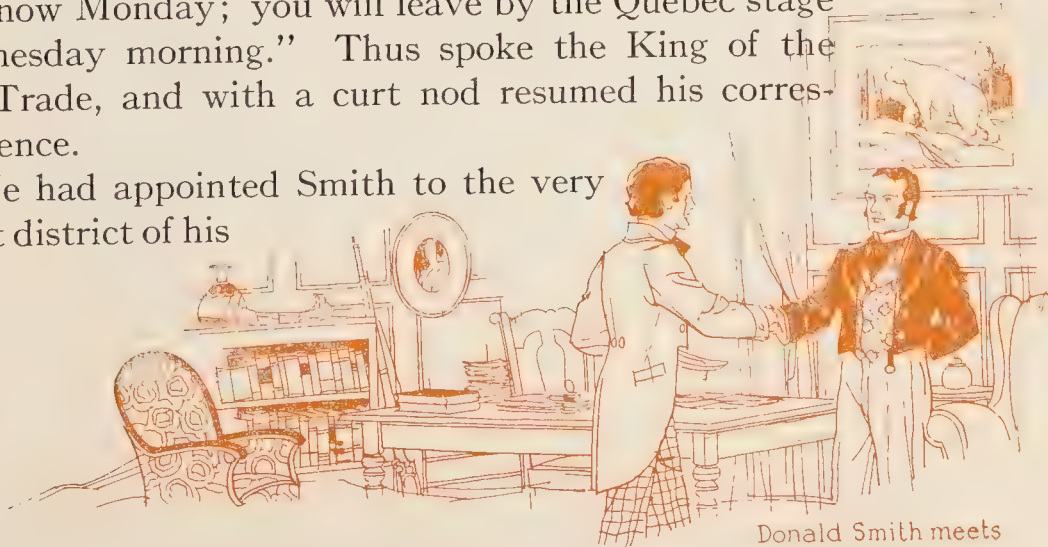 now Monday; you will leave by the Quebec stage
nesday morning.” Thus spoke the King of the
Trade, and with a curt nod resumed his corres-
ence.
e had appointed Smith to the very
t district of his
Donald Smith meets